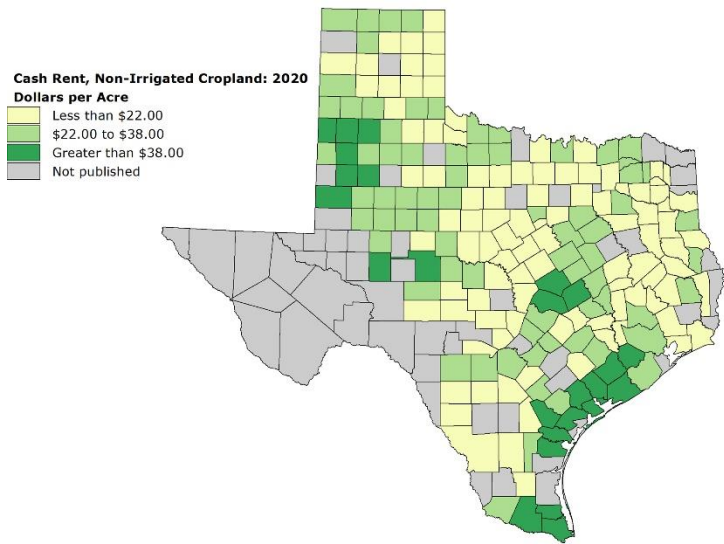 Cash Rent, Non-Irrigated Cropland: 2020
Dollars per Acre
Less than $22.00
$22.00 to $38.00
Greater than $38.00
Not published